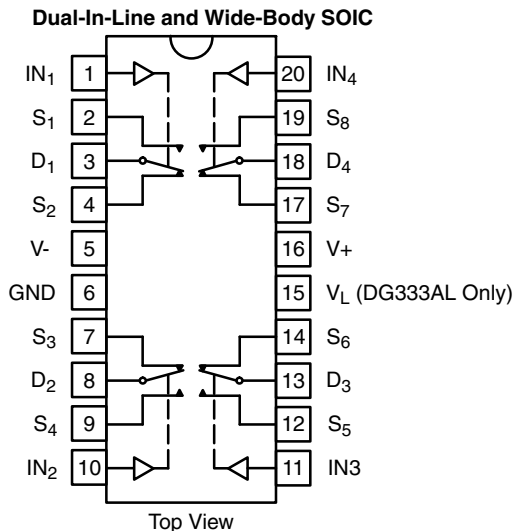 Dual-In-Line and Wide-Body SOIC
IN₁ 1 20 IN₄
S₁ 2 19 S₈
D₁ 3 18 D₄
S₂ 4 17 S₇
V- 5 16 V+
GND 6 15 V_L (DG333AL Only)
S₃ 7 14 S₆
D₂ 8 13 D₃
S₄ 9 12 S₅
IN₂ 10 11 IN3
Top View